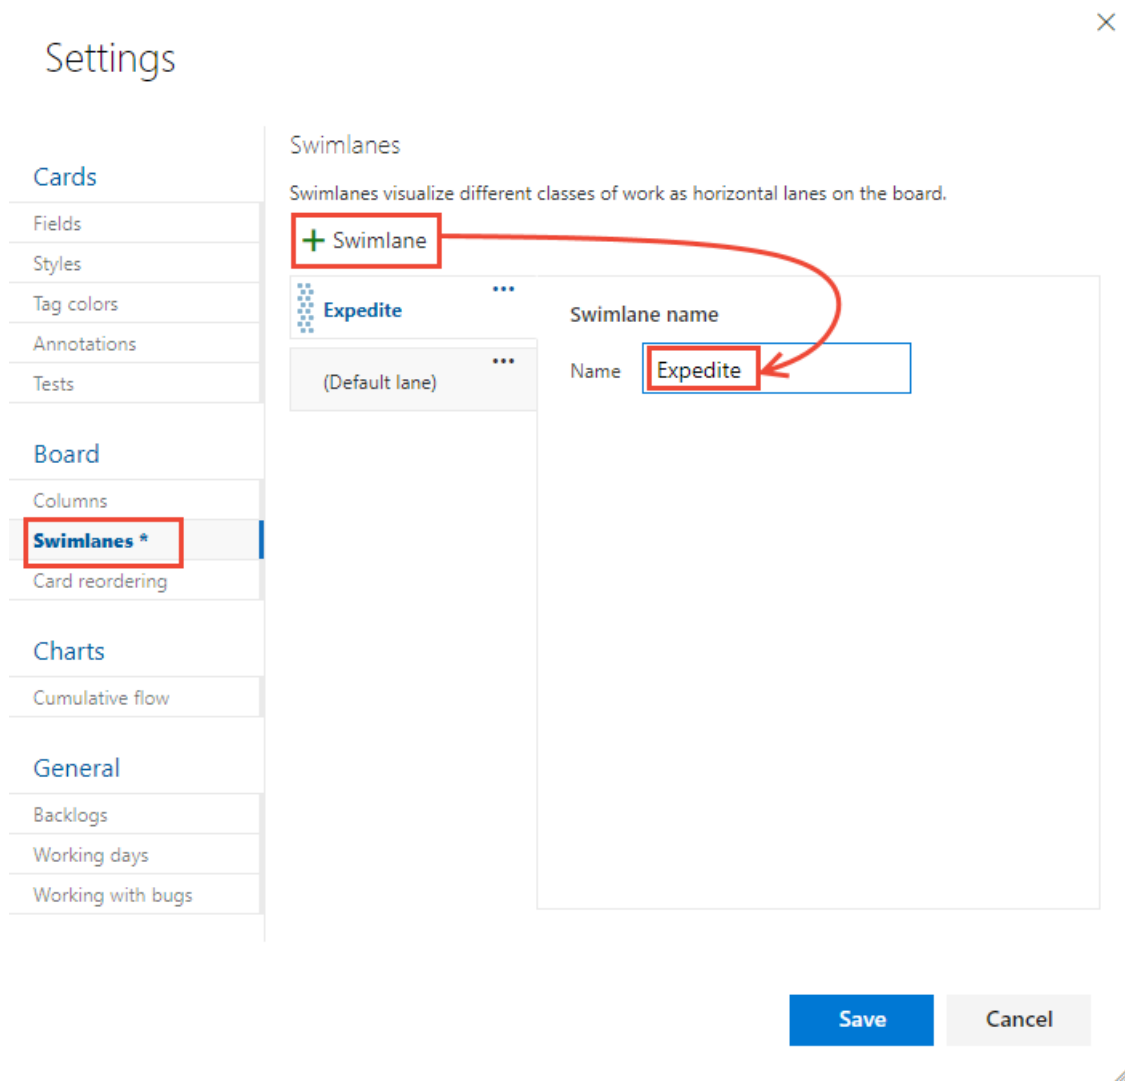 Settings
Cards
Fields
Styles
Tag colors
Annotations
Tests
Board
Columns
Swimlanes *
Card reordering
Charts
Cumulative flow
General
Backlogs
Working days
Working with bugs
Swimlanes
Swimlanes visualize different classes of work as horizontal lanes on the board.
+ Swimlane
Expedite
(Default lane)
Swimlane name
Name Expedite
Save Cancel